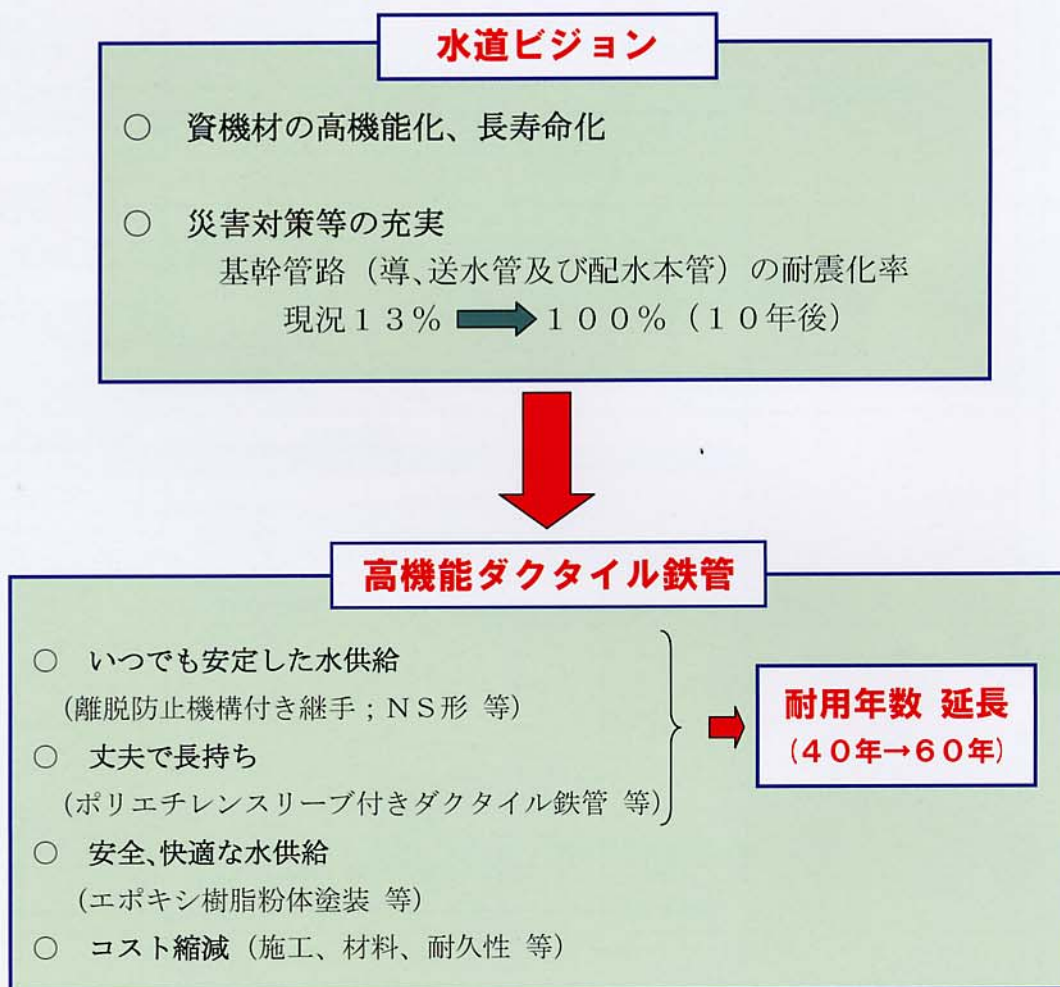 水道ビジョン
○ 資機材の高機能化、長寿命化
○ 災害対策等の充実
基幹管路（導、送水管及び配水本管）の耐震化率
現況１３％ → １００％（１０年後）
高機能ダクタイル鉄管
○ いつでも安定した水供給
(離脱防止機構付き継手；ＮＳ形 等)
○ 丈夫で長持ち
(ポリエチレンスリーブ付きダクタイル鉄管 等)
耐用年数 延長
(４０年→６０年)
○ 安全、快適な水供給
(エポキシ樹脂粉体塗装 等)
○ コスト縮減（施工、材料、耐久性 等）